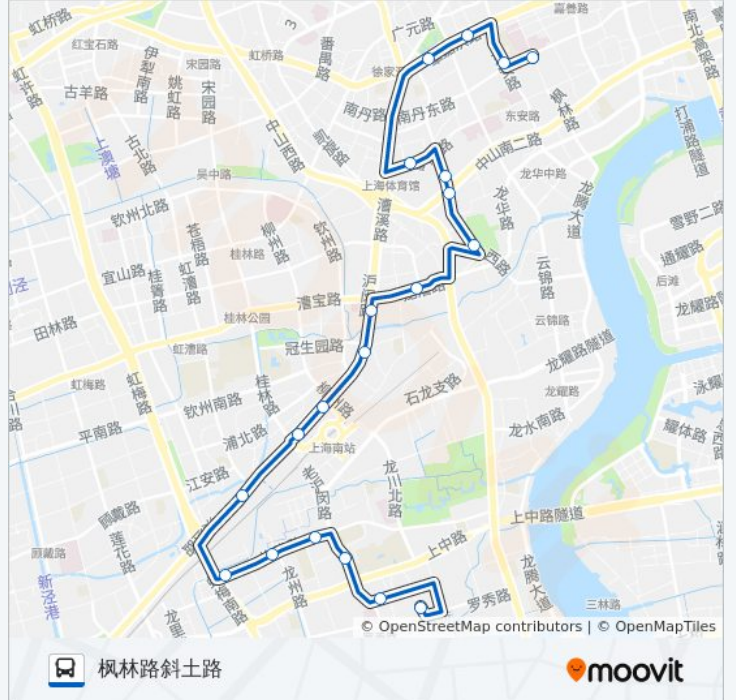 虹桥路
广元路
嘉善路
南北高架
红宝石路
伊犁南路
宋园路
虹桥路
番禺路
虹许路
古羊路
姚虹路
宋园路
徐家
南丹路
南丹东路
枫林路
东安路
打浦路隧道
上澳塘
古北路
中山西路
凯旋路
中山南二路
吴中路
上海体育馆
龙华中路
龙腾大道
钦州北路
漕溪路
龙华路
雪野二路
苍梧路
柳州路
钦州路
桂林路
宜山路
桂箐路
虹漕路
西路
云锦路
通耀路
后滩
漕宝路
田林路
桂林公园
云锦路
龙耀路
虹漕路
冠生园路
龙耀路隧道
虹梅路
虹梅路
桂林路
石龙支路
龙耀路
钦州南路
平南路
浦北路
龙水南路
耀体路
上海南站
江安路
老沪闵路
龙川北路
顾戴路
莲花路
上中路隧道
上中路
顾戴路
新泾港
龙州路
梅南路
龙腾大道
罗秀路
三林路
© OpenStreetMap contributors | © OpenMapTiles
枫林路斜土路
moovit